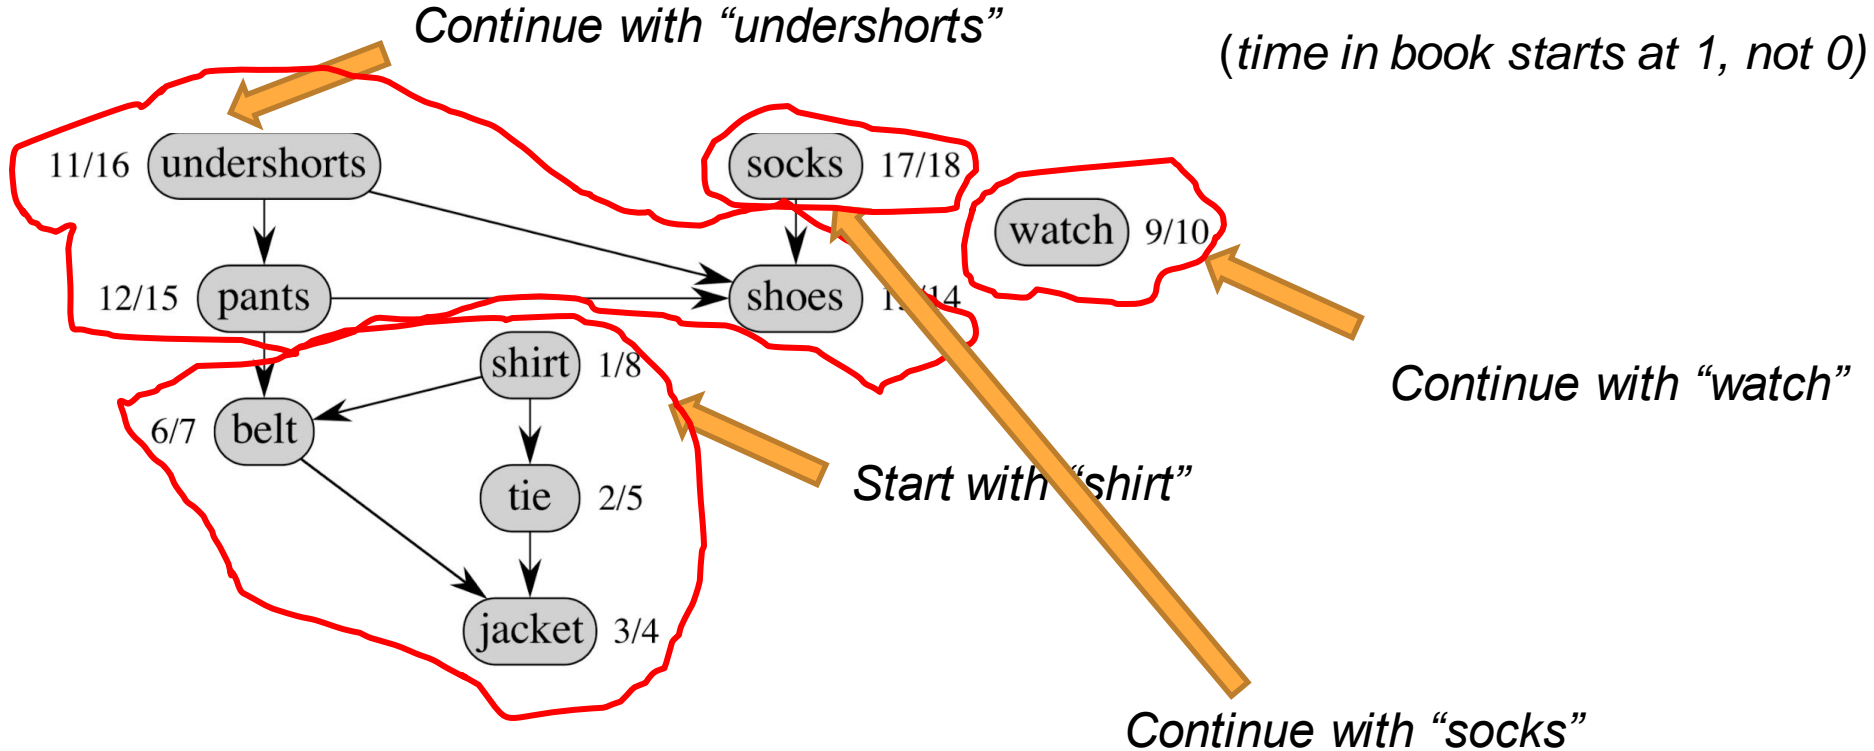 Continue with “undershorts”
(time in book starts at 1, not 0)
11/16 undershorts
socks 17/18
watch 9/10
12/15 pants
shoes
shirt 1/8
Continue with “watch”
6/7 belt
Start with “shirt”
tie 2/5
jacket 3/4
Continue with “socks”